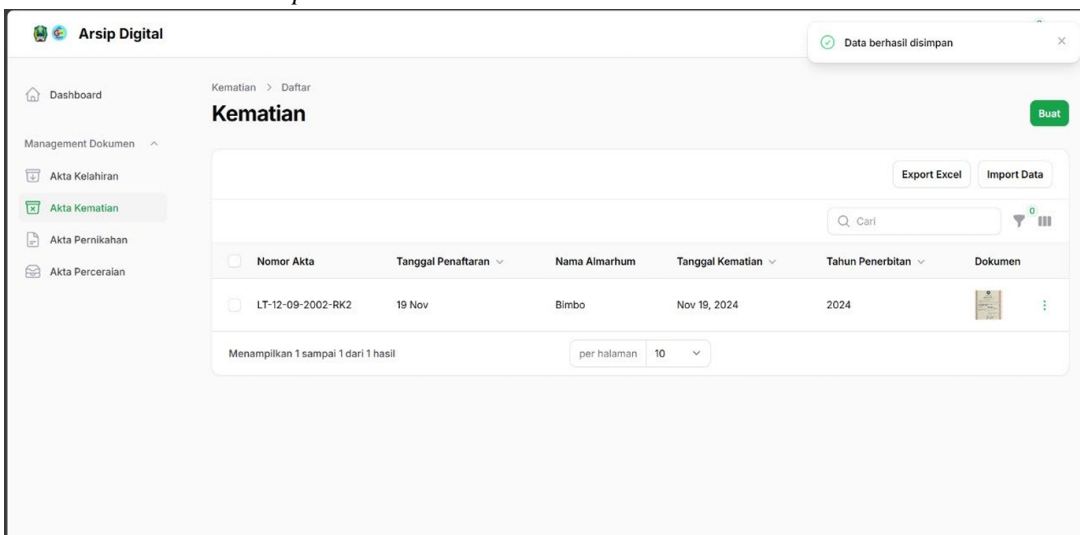 Arsip Digital
Data berhasil disimpan
Dashboard
Kematian > Daftar
Kematian
Buat
Management Dokumen
Akta Kelahiran
Export Excel
Import Data
Akta Kematian
Cari
0
Akta Pernikahan
Akta Perceraian
Nomor Akta
Tanggal Penaftaran
Nama Almarhum
Tanggal Kematian
Tahun Penerbitan
Dokumen
LT-12-09-2002-RK2
19 Nov
Bimbo
Nov 19, 2024
2024
Menampilkan 1 sampai 1 dari 1 hasil
per halaman
10